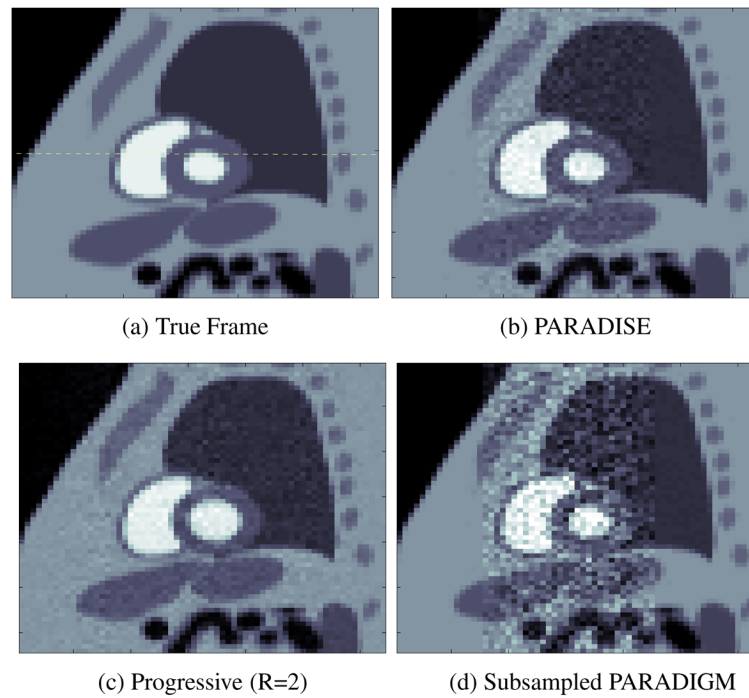 (a) True Frame
(b) PARADISE
(c) Progressive (R=2)
(d) Subsampled PARADIGM